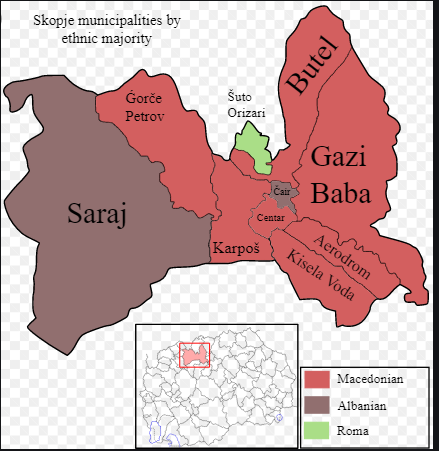 Skopje municipalities by
ethnic majority
Butel
Ǵorče
Petrov
Šuto
Orizari
Gazi
Baba
Čair
Saraj
Centar
Karpoš
Aerodrom
Kisela Voda
Macedonian
Albanian
Roma